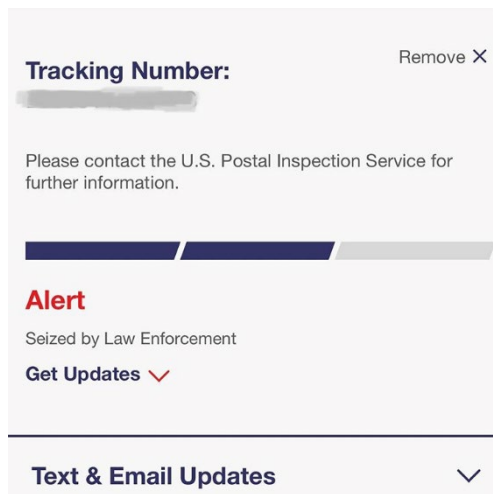 Remove X
Tracking Number:
Please contact the U.S. Postal Inspection Service for
further information.
Alert
Seized by Law Enforcement
Get Updates
Text & Email Updates